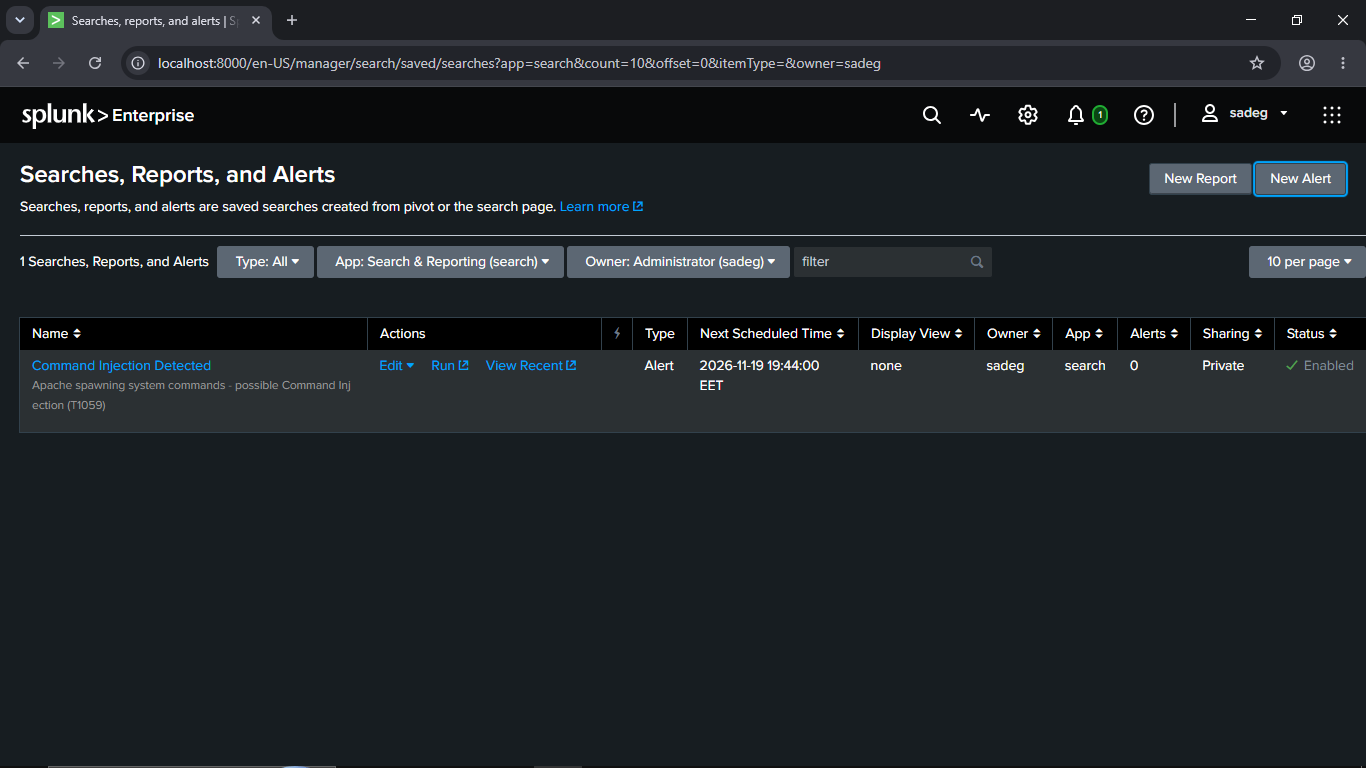 Searches, reports, and alerts | S
localhost:8000/en-US/manager/search/saved/searches?app=search&count=10&offset=0&itemType=&owner=sadeg
splunk> Enterprise
1
sadeg
Searches, Reports, and Alerts
New Report
New Alert
Searches, reports, and alerts are saved searches created from pivot or the search page. Learn more
1 Searches, Reports, and Alerts
Type: All
App: Search & Reporting (search)
Owner: Administrator (sadeg)
filter
10 per page
Name
Actions
Type
Next Scheduled Time
Display View
Owner
App
Alerts
Sharing
Status
Command Injection Detected
Apache spawning system commands - possible Command Inj
ection (T1059)
Edit
Run
View Recent
Alert
2026-11-19 19:44:00
EET
none
sadeg
search
0
Private
Enabled